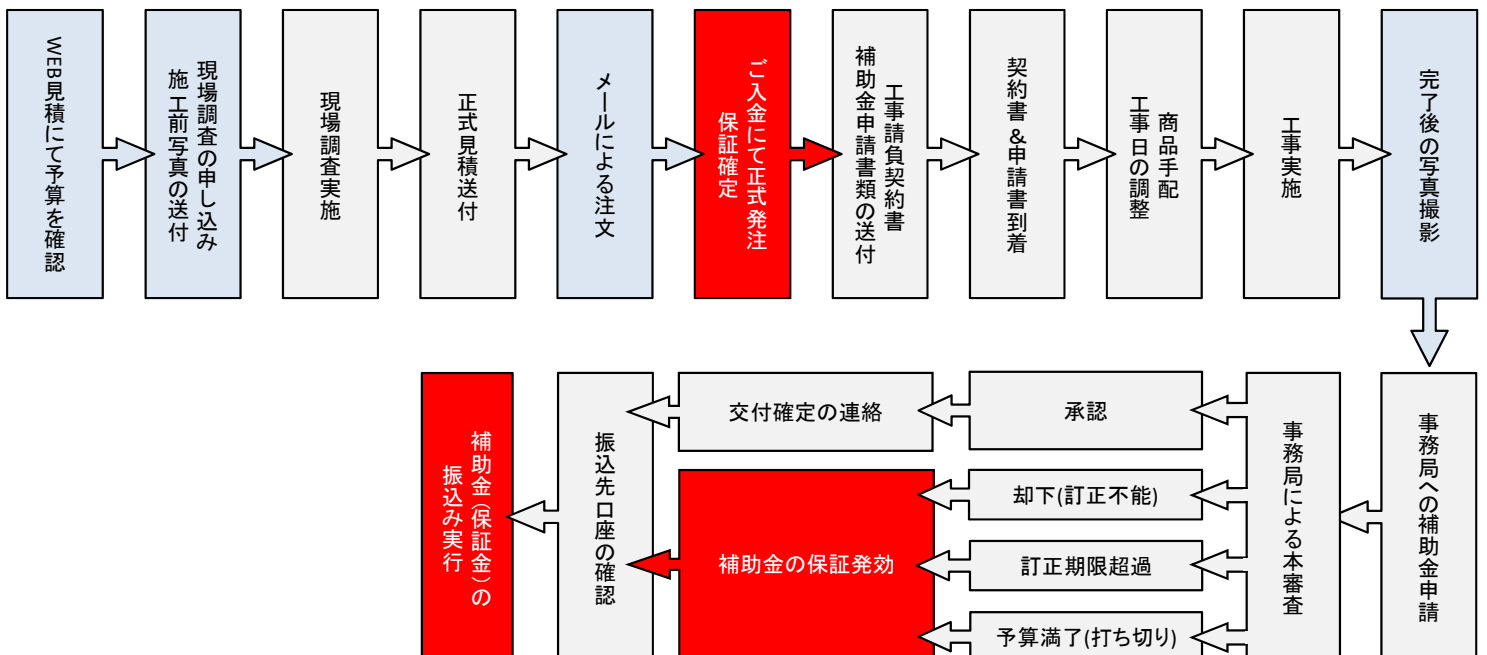 WEB見積にて予算を確認
現場調査の申し込み
施工前写真の送付
現場調査実施
正式見積送付
メールによる注文
ご入金にて正式発注
保証確定
工事請負契約書
補助金申請書類の送付
契約書&申請書到着
商品手配
工事日の調整
工事実施
完了後の写真撮影
事務局への補助金申請
事務局による本審査
承認
交付確定の連絡
却下(訂正不能)
訂正期限超過
予算満了(打ち切り)
補助金の保証発効
振込先口座の確認
補助金(保証金)の
振込み実行